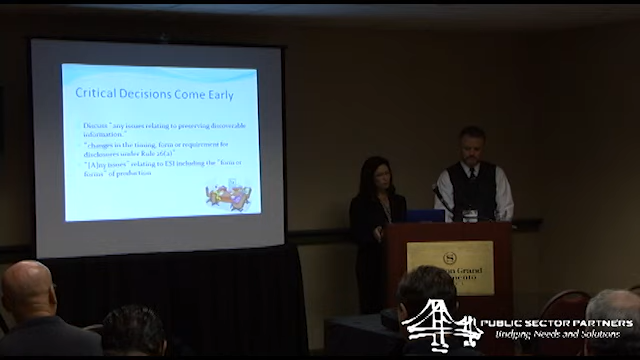 Critical Decisions Come Early
Discuss "any issues relating to preserving discoverable
information."
"changes in the timing, form or requirement for
disclosures under Rule 26(a)"
"[A]ny issues" relating to ESI including the "form or
forms" of production
on Grand
PUBLIC SECTOR PARTNERS
Bridging Needs and Solutions